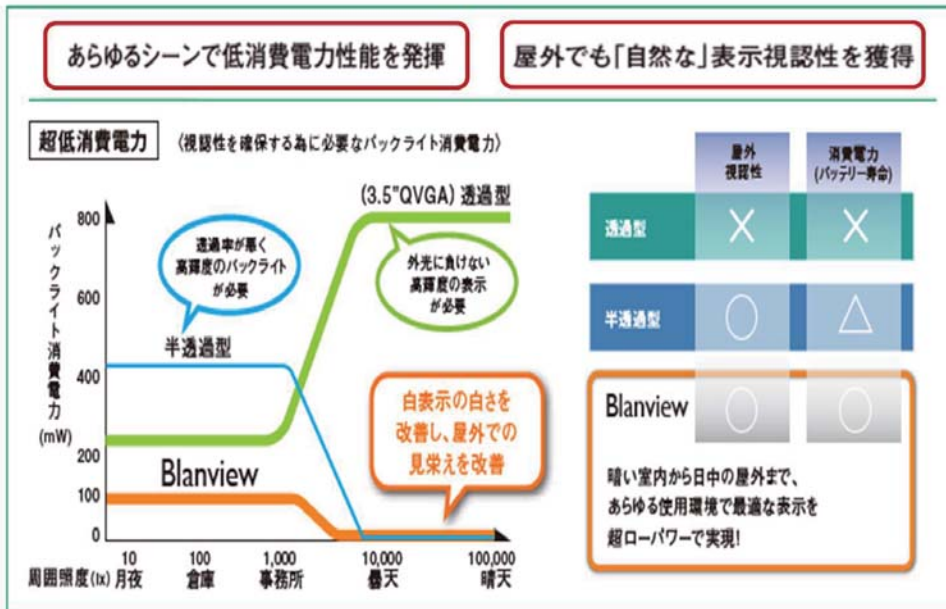 あらゆるシーンで低消費電力性能を発揮
屋外でも「自然な」表示視認性を獲得
超低消費電力
〈視認性を確保する為に必要なバックライト消費電力〉
バックライト消費電力
(mW)
800
600
400
200
100
0
(3.5"QVGA) 透過型
透過率が悪く
高輝度のバックライト
が必要
外光に負けない
高輝度の表示
が必要
半透過型
白表示の白さを
改善し、屋外での
見栄えを改善
Blanview
10
100
1,000
10,000
100,000
周囲照度(lx) 月夜
倉庫
事務所
曇天
晴天
屋外
視認性
消費電力
(バッテリー寿命)
透過型
×
×
半透過型
○
△
Blanview
○
○
暗い室内から日中の屋外まで、
あらゆる使用環境で最適な表示を
超ローパワーで実現!